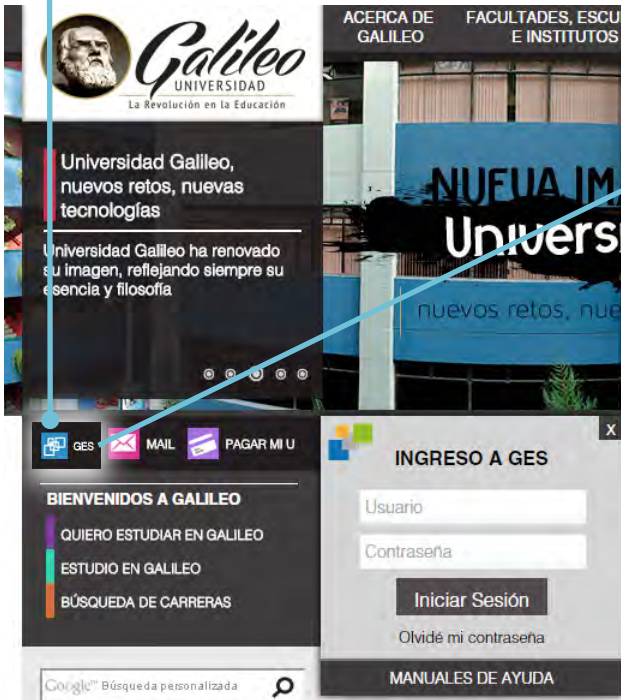 ACERCA DE
GALILEO
FACULTADES, ESCU
E INSTITUTOS
Galileo
UNIVERSIDAD
La Revolución en la Educación
Universidad Galileo,
nuevos retos, nuevas
tecnologías
Universidad Galileo ha renovado
su imagen, reflejando siempre su
esencia y filosofía
NUEVA IM
Universi
nuevos retos, nue
GES
MAIL
PAGAR MI U
BIENVENIDOS A GALILEO
QUIERO ESTUDIAR EN GALILEO
ESTUDIO EN GALILEO
BÚSQUEDA DE CARRERAS
Google™ Búsqueda personalizada
X
INGRESO A GES
Usuario
Contraseña
Iniciar Sesión
Olvidé mi contraseña
MANUALES DE AYUDA